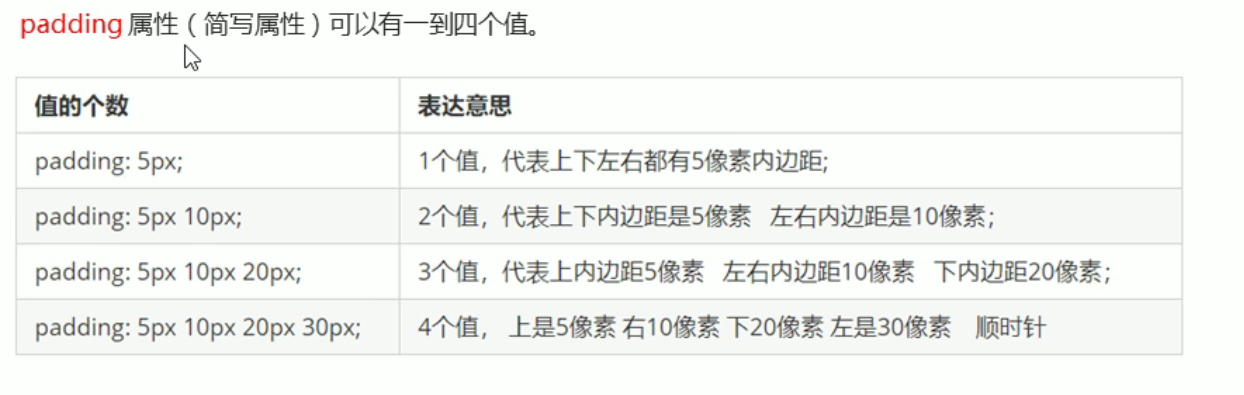 padding 属性（简写属性）可以有一到四个值。
值的个数 表达意思
padding: 5px; 1个值，代表上下左右都有5像素内边距;
padding: 5px 10px; 2个值，代表上下内边距是5像素 左右内边距是10像素；
padding: 5px 10px 20px; 3个值，代表上内边距5像素 左右内边距10像素 下内边距20像素；
padding: 5px 10px 20px 30px; 4个值， 上是5像素 右10像素 下20像素 左是30像素 顺时针